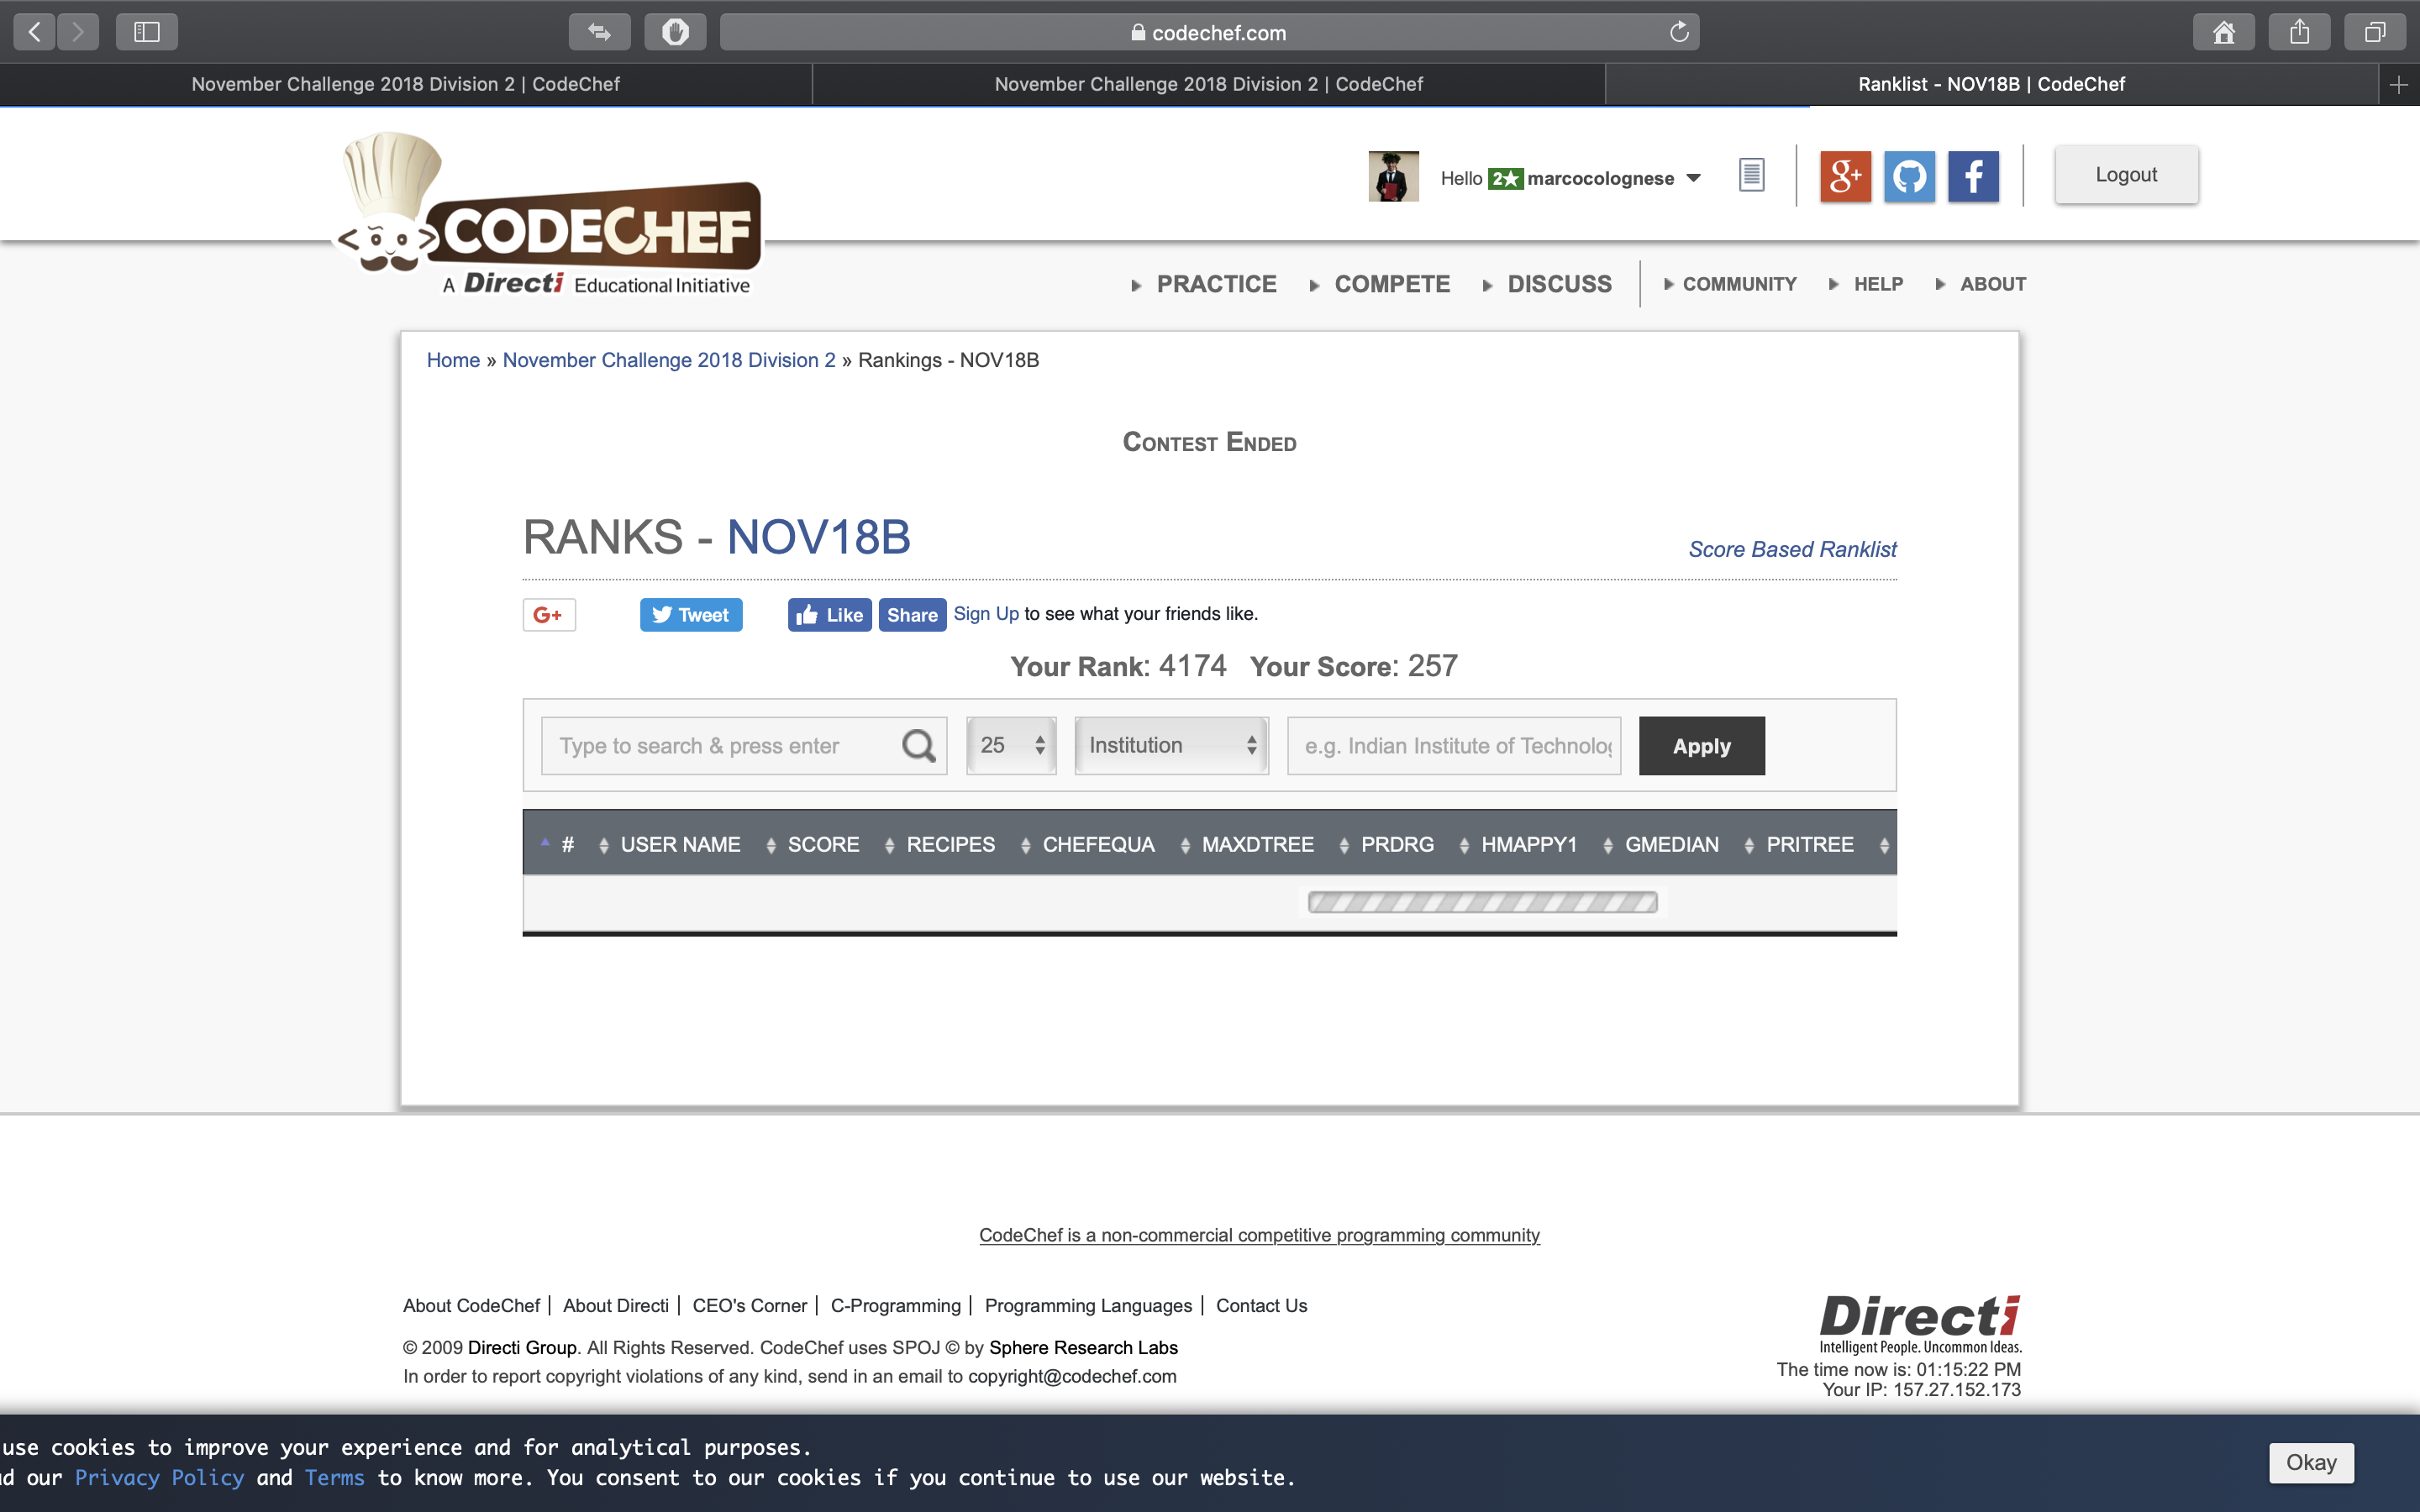 codechef.com
November Challenge 2018 Division 2 | CodeChef
November Challenge 2018 Division 2 | CodeChef
Ranklist - NOV18B | CodeChef
CODECHEF
A Directi Educational Initiative
Hello 2★ marcocolognese
g+
f
Logout
PRACTICE
COMPETE
DISCUSS
COMMUNITY
HELP
ABOUT
Home » November Challenge 2018 Division 2 » Rankings - NOV18B
CONTEST ENDED
RANKS - NOV18B
Score Based Ranklist
G+
Tweet
Like
Share
Sign Up to see what your friends like.
Your Rank: 4174 Your Score: 257
Type to search & press enter
25
Institution
e.g. Indian Institute of Technolog
Apply
# USER NAME SCORE RECIPES CHEFEQUA MAXDTREE PRDRG HMAPPY1 GMEDIAN PRITREE
CodeChef is a non-commercial competitive programming community
About CodeChef | About Directi | CEO's Corner | C-Programming | Programming Languages | Contact Us
© 2009 Directi Group. All Rights Reserved. CodeChef uses SPOJ © by Sphere Research Labs
In order to report copyright violations of any kind, send in an email to copyright@codechef.com
Directi
Intelligent People. Uncommon Ideas.
The time now is: 01:15:22 PM
Your IP: 157.27.152.173
use cookies to improve your experience and for analytical purposes.
d our Privacy Policy and Terms to know more. You consent to our cookies if you continue to use our website.
Okay